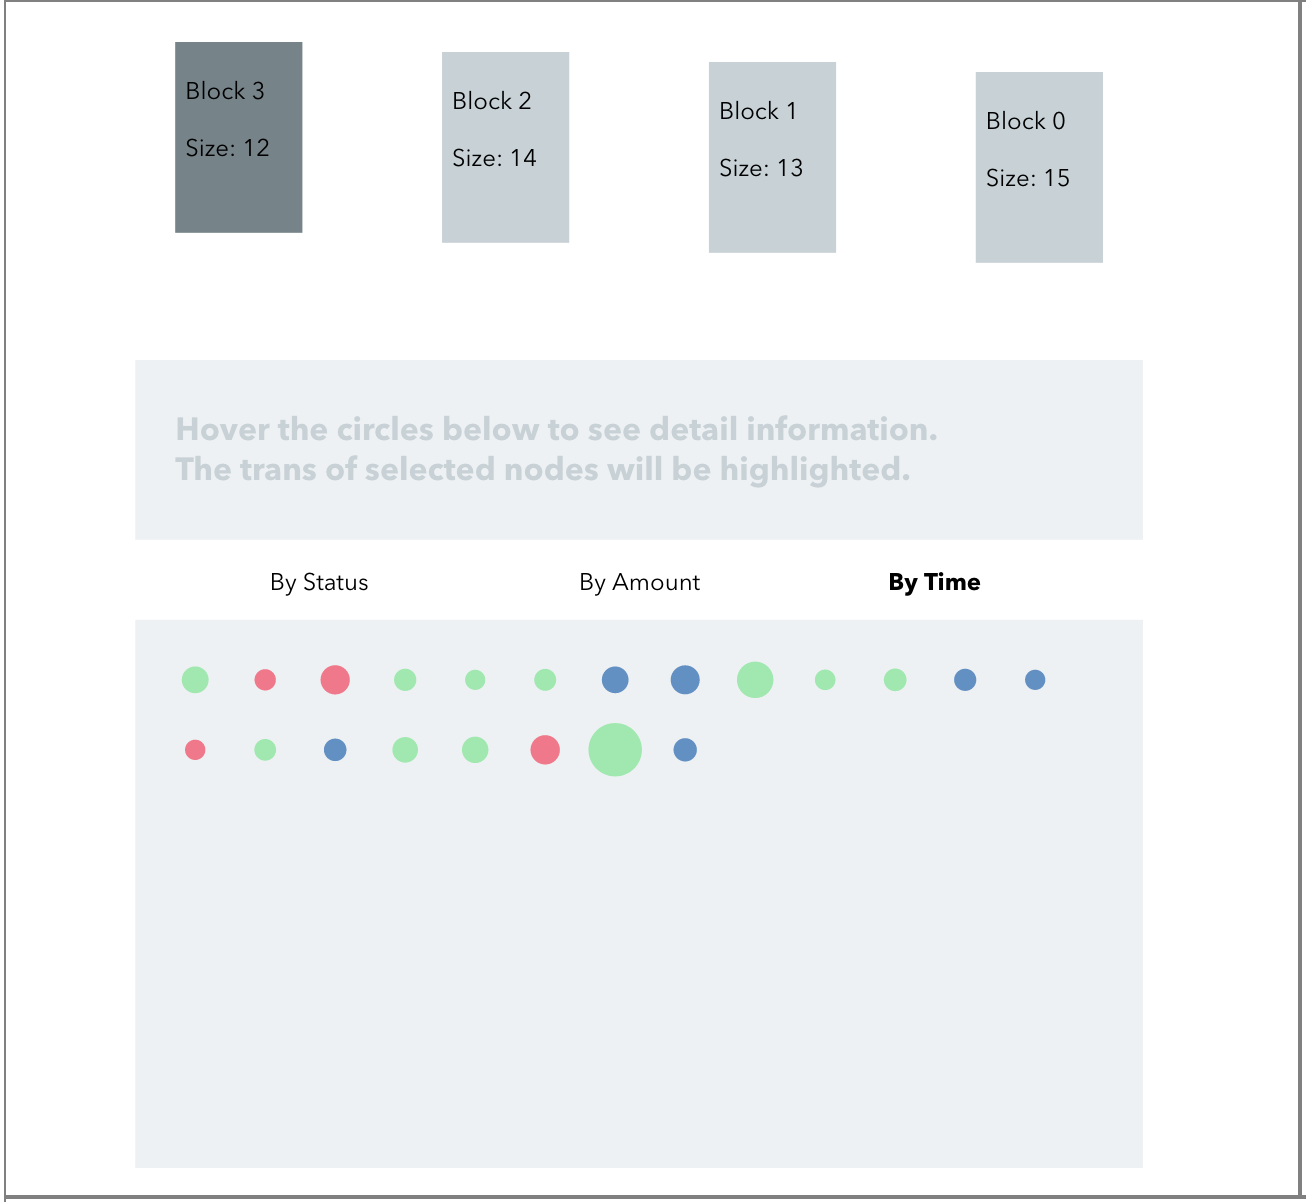 Block 3
Size: 12
Block 2
Size: 14
Block 1
Size: 13
Block 0
Size: 15
Hover the circles below to see detail information.
The trans of selected nodes will be highlighted.
By Status
By Amount
By Time